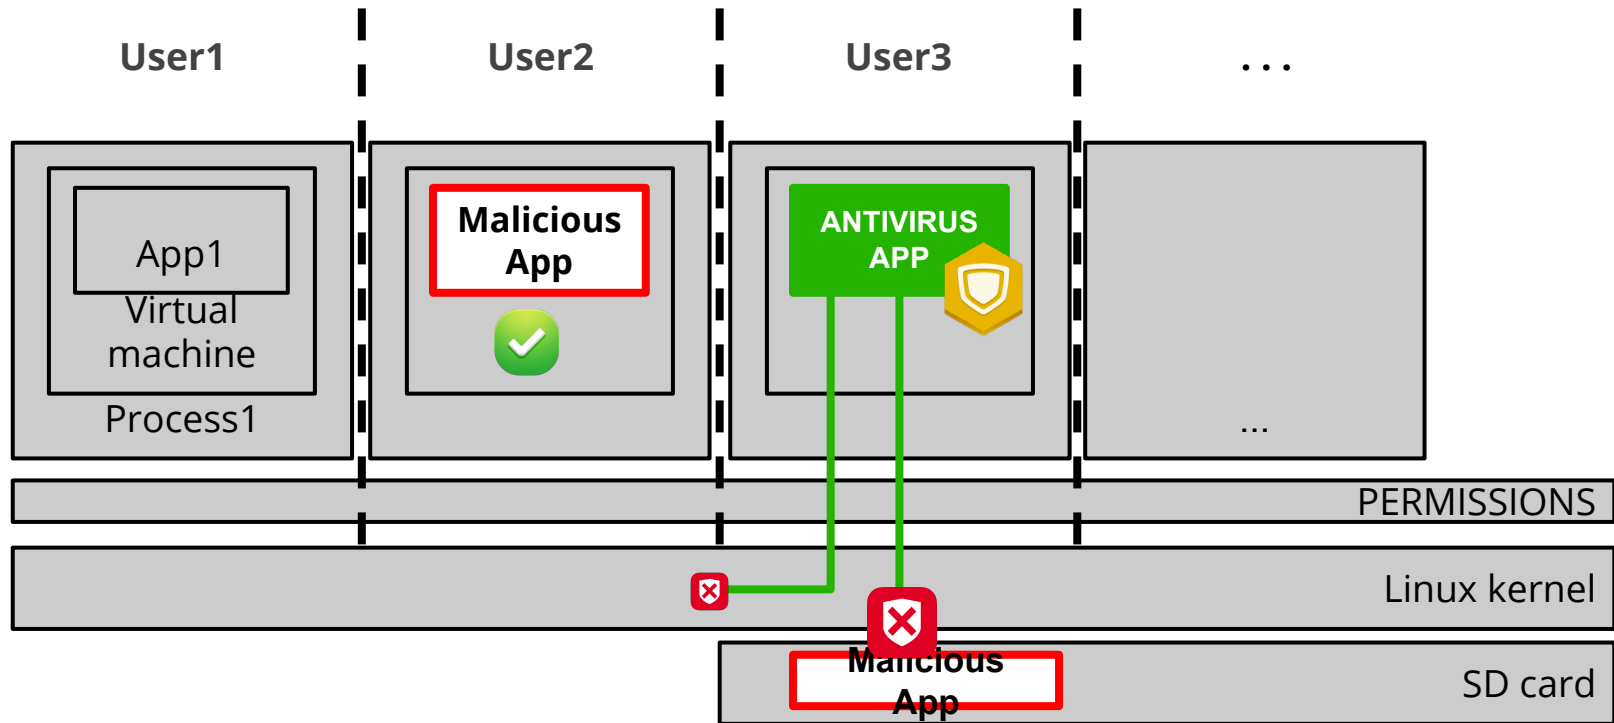 User1
User2
User3
...
App1
Virtual
machine
Process1
Malicious
App
ANTIVIRUS
APP
...
PERMISSIONS
Linux kernel
Malicious
App
SD card